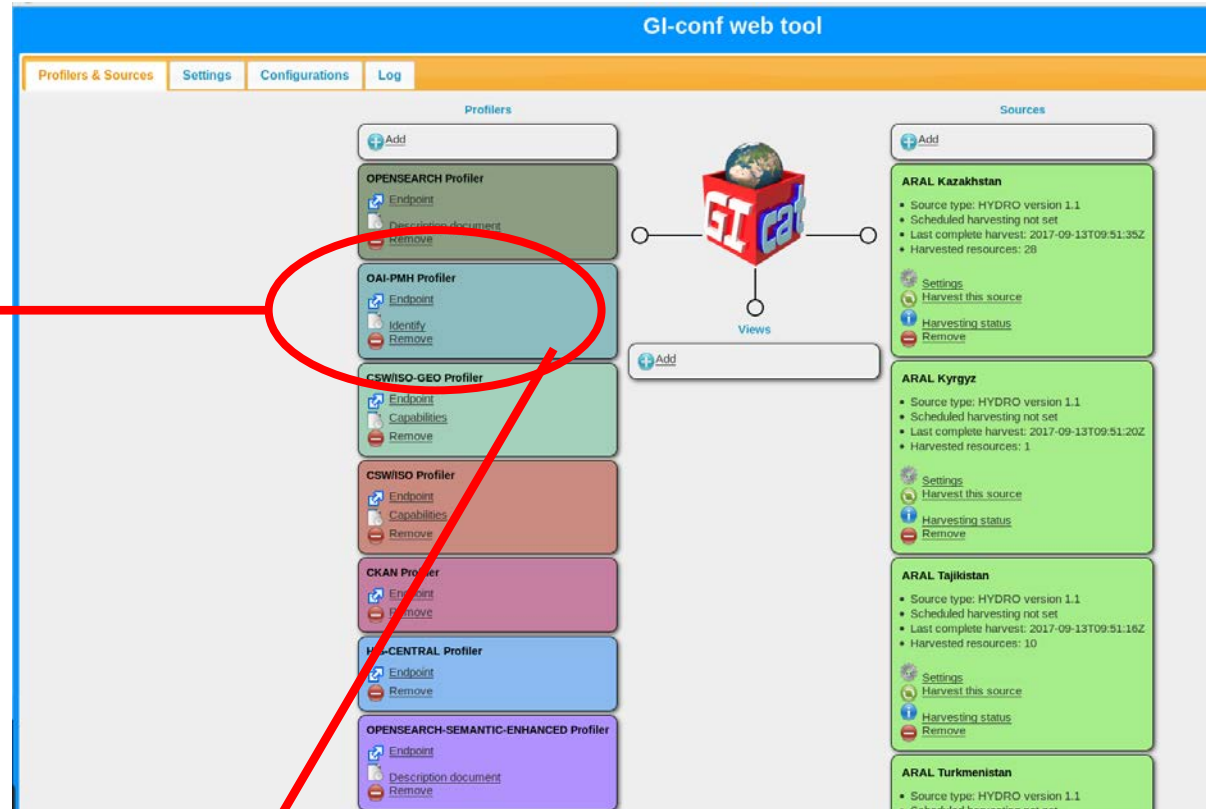 GI-conf web tool
Profilers & Sources
Settings
Configurations
Log
Profilers
Add
OPENSEARCH Profiler
Endpoint
Description document
Remove
OAI-PMH Profiler
Endpoint
Identify
Remove
CSW/ISO-GEO Profiler
Endpoint
Capabilities
Remove
CSW/ISO Profiler
Endpoint
Capabilities
Remove
CKAN Profiler
Endpoint
Remove
HIS-CENTRAL Profiler
Endpoint
Remove
OPENSEARCH-SEMANTIC-ENHANCED Profiler
Endpoint
Description document
Remove
GI cat
Views
Add
Sources
Add
ARAL Kazakhstan
• Source type: HYDRO version 1.1
• Scheduled harvesting not set
• Last complete harvest: 2017-09-13T09:51:35Z
• Harvested resources: 28
Settings
Harvest this source
Harvesting status
Remove
ARAL Kyrgyz
• Source type: HYDRO version 1.1
• Scheduled harvesting not set
• Last complete harvest: 2017-09-13T09:51:20Z
• Harvested resources: 1
Settings
Harvest this source
Harvesting status
Remove
ARAL Tajikistan
• Source type: HYDRO version 1.1
• Scheduled harvesting not set
• Last complete harvest: 2017-09-13T09:51:16Z
• Harvested resources: 10
Settings
Harvest this source
Harvesting status
Remove
ARAL Turkmenistan
• Source type: HYDRO version 1.1